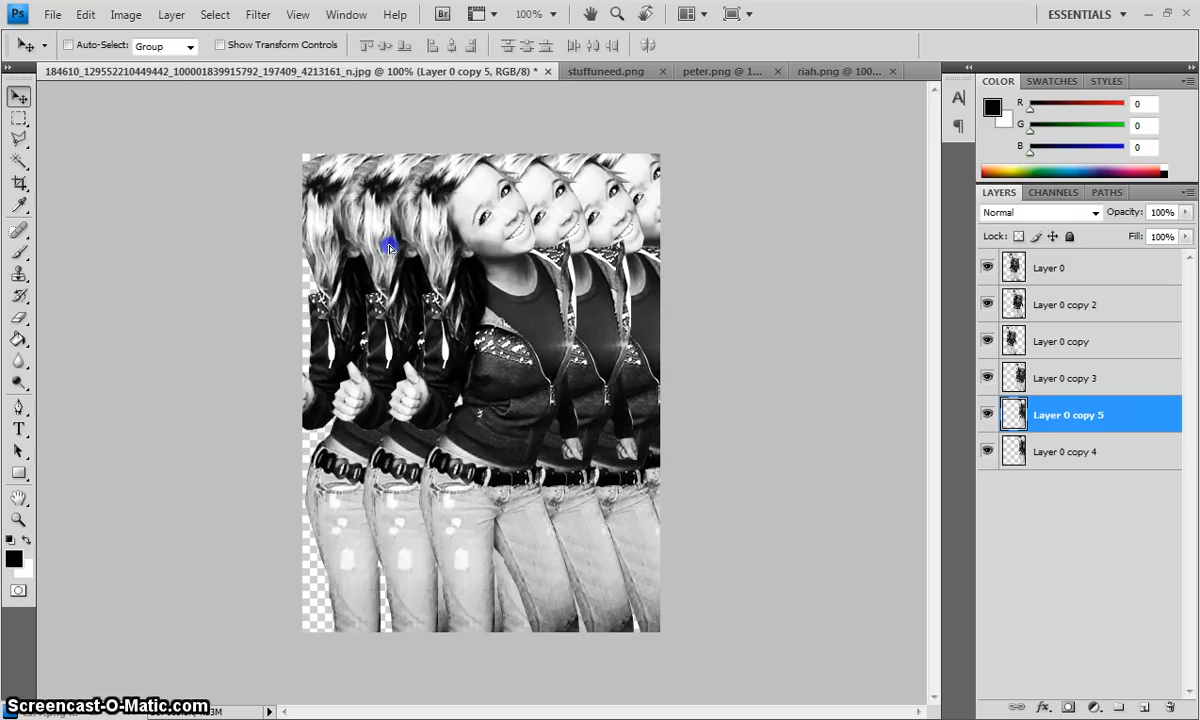 Ps File Edit Image Layer Select Filter View Window Help Br 100% ESSENTIALS
Auto-Select: Group Show Transform Controls
184610_129552210449442_100001839915792_197409_4213161_n.jpg @ 100% (Layer 0 copy 5, RGB/8) * stuffuneed.png peter.png @ 1... riah.png @ 100...
COLOR SWATCHES STYLES
R 0
G 0
B 0
LAYERS CHANNELS PATHS
Normal Opacity: 100%
Lock: Fill: 100%
Layer 0
Layer 0 copy 2
Layer 0 copy
Layer 0 copy 3
Layer 0 copy 5
Layer 0 copy 4
Screencast-O-Matic.com